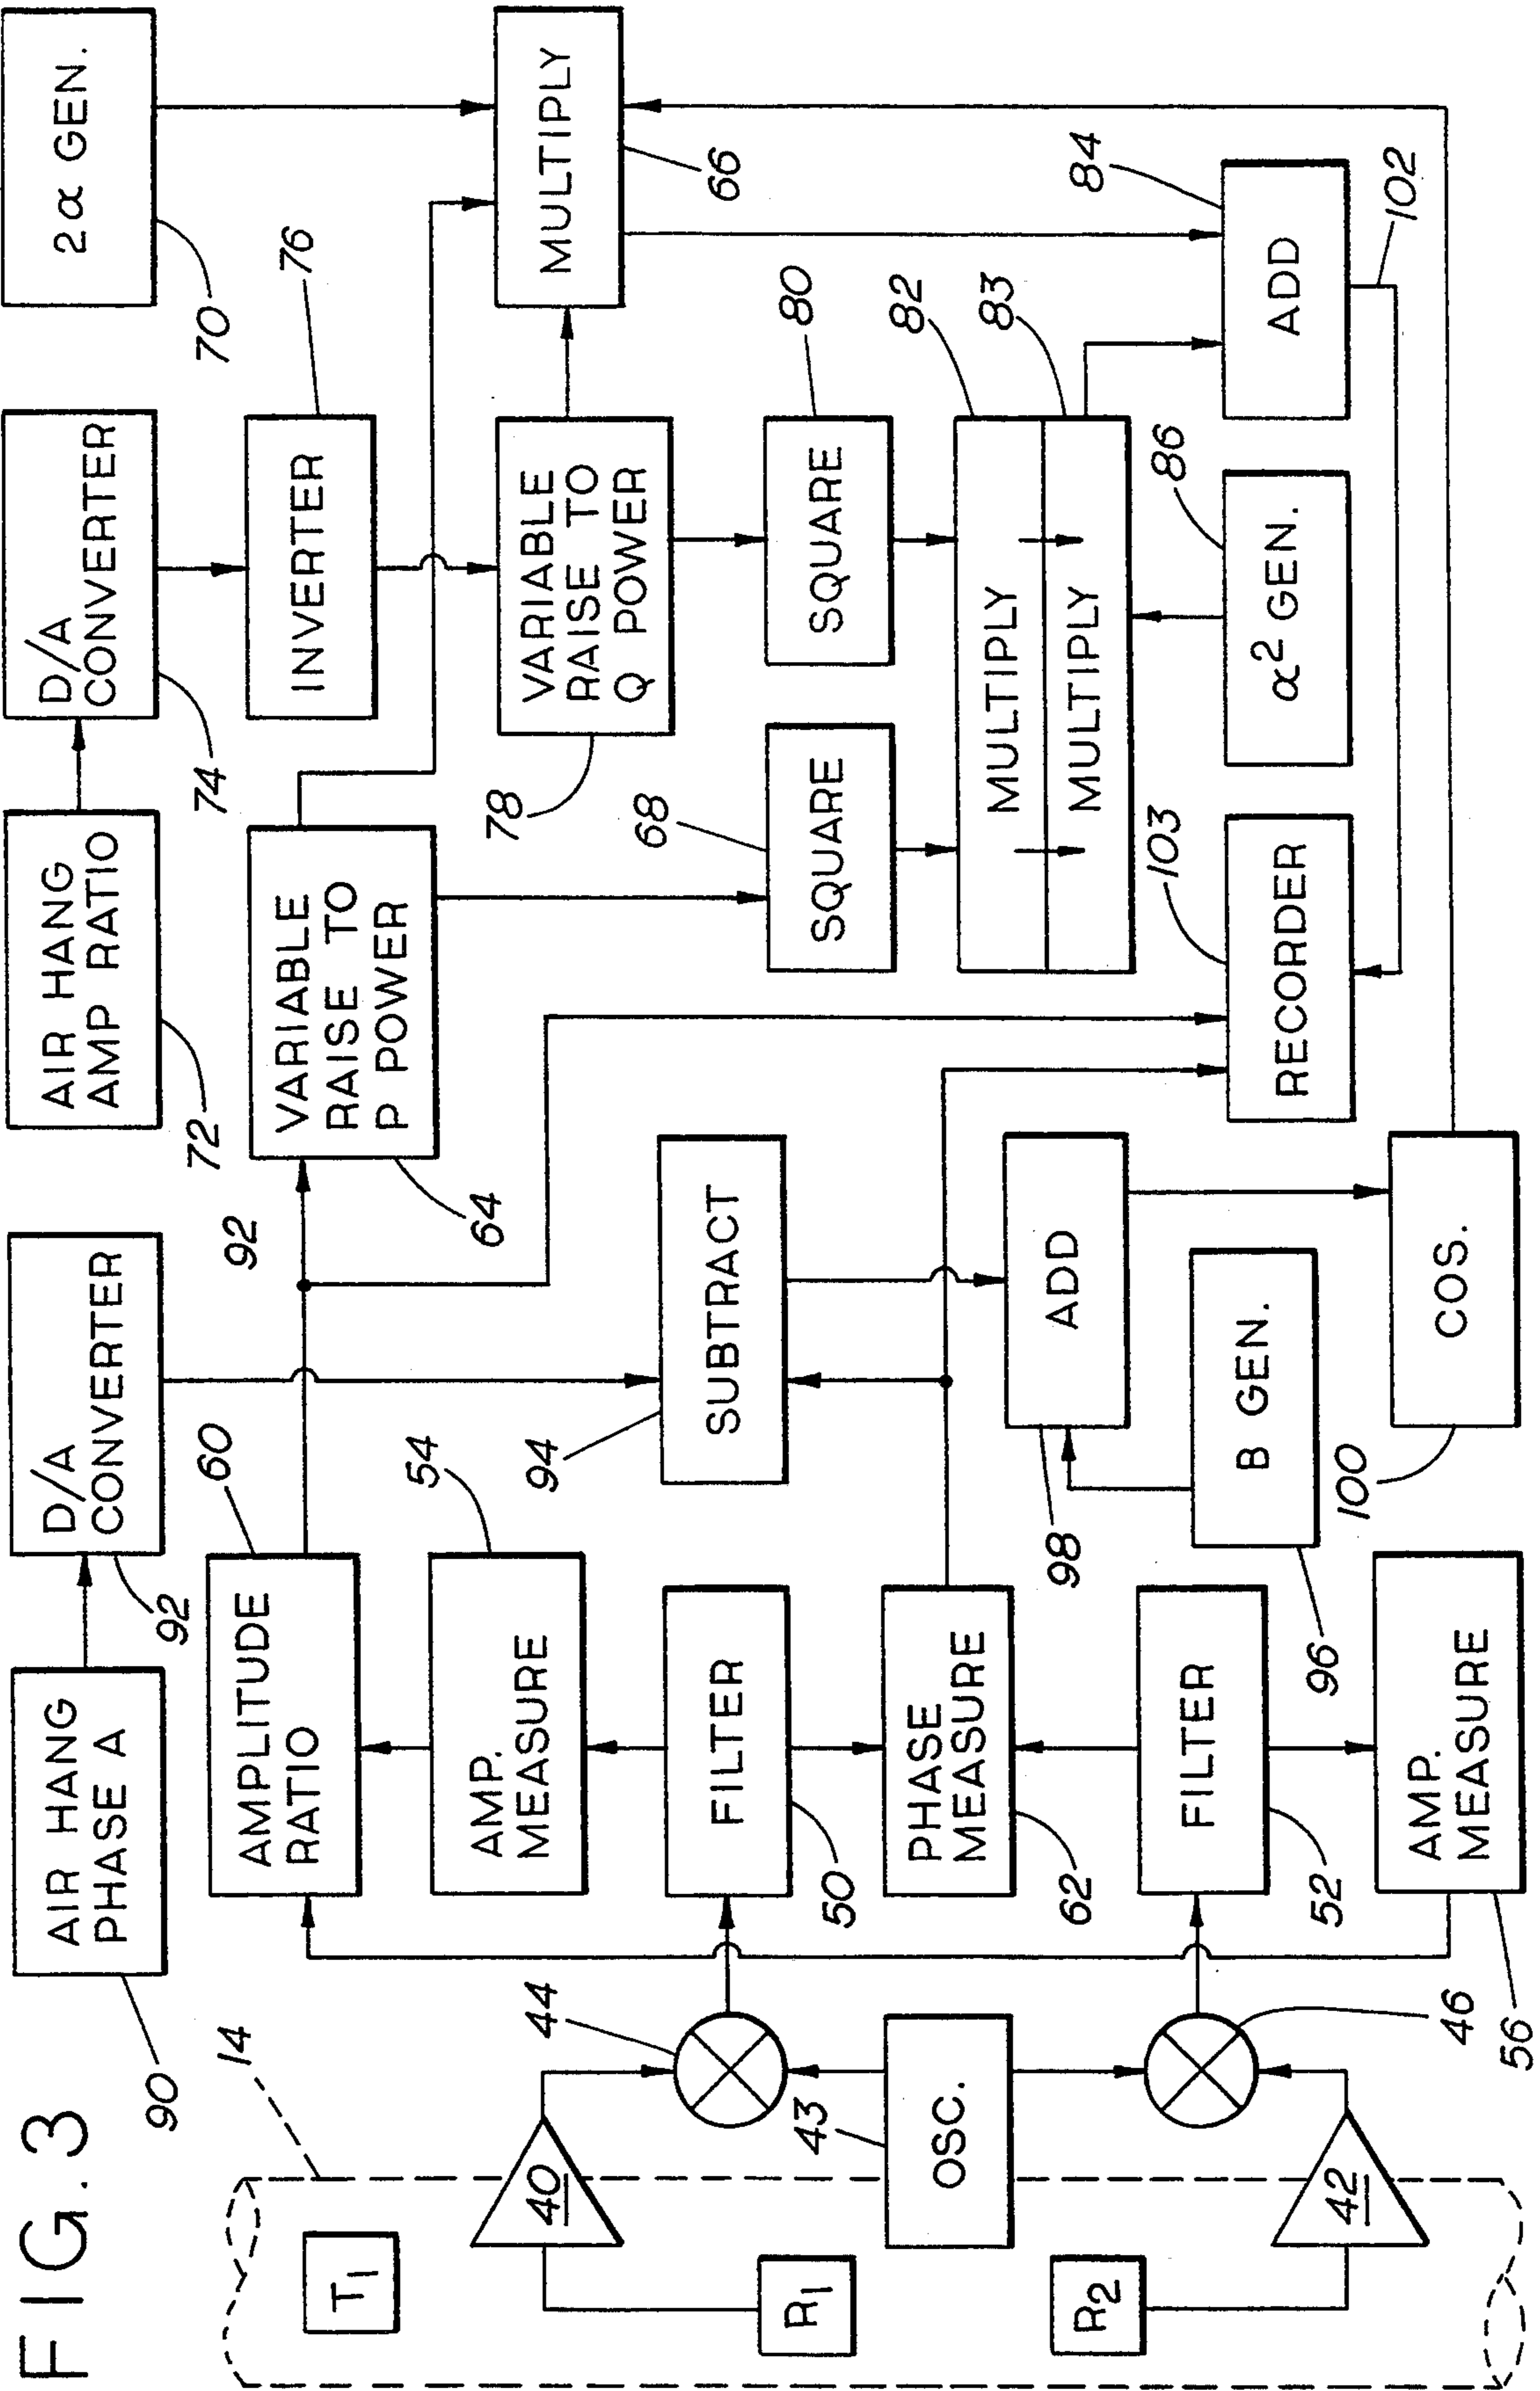 FIG. 3
AIR HANG
PHASE A
90
D/A
CONVERTER
92
AIR HANG
AMP RATIO
72
D/A
CONVERTER
74
2α GEN.
70
AMPLITUDE
RATIO
60
92
VARIABLE
RAISE TO
P POWER
64
INVERTER
76
14
T1
40
44
AMP.
MEASURE
54
VARIABLE
RAISE TO
Q POWER
78
MULTIPLY
66
R1
FILTER
50
SUBTRACT
94
SQUARE
68
SQUARE
80
OSC.
43
PHASE
MEASURE
62
MULTIPLY
82
MULTIPLY
83
R2
42
46
FILTER
52
ADD
98
B GEN.
96
RECORDER
103
α2 GEN.
86
ADD
84
102
AMP.
MEASURE
56
COS.
100